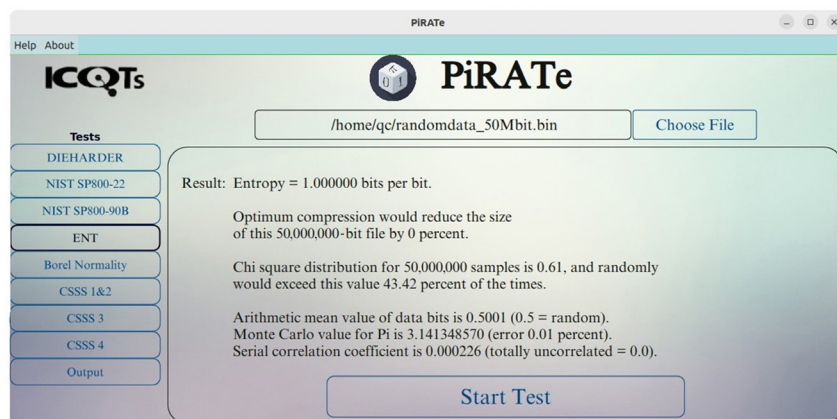 PiRATe
Help About
ICQTs
PiRATe
/home/qc/randomdata_50Mbit.bin
Choose File
Tests
DIEHARDER
NIST SP800-22
NIST SP800-90B
ENT
Borel Normality
CSSS 1&2
CSSS 3
CSSS 4
Output
Result: Entropy = 1.000000 bits per bit.
Optimum compression would reduce the size
of this 50,000,000-bit file by 0 percent.
Chi square distribution for 50,000,000 samples is 0.61, and randomly
would exceed this value 43.42 percent of the times.
Arithmetic mean value of data bits is 0.5001 (0.5 = random).
Monte Carlo value for Pi is 3.141348570 (error 0.01 percent).
Serial correlation coefficient is 0.000226 (totally uncorrelated = 0.0).
Start Test